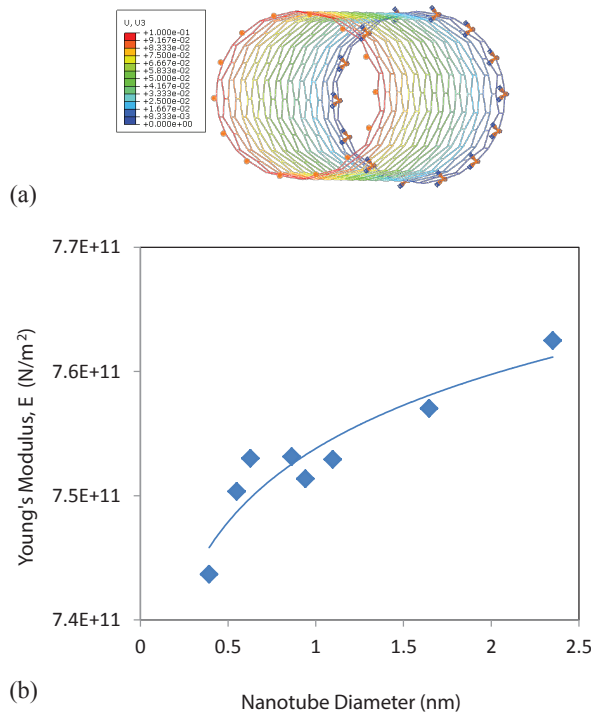 U, U3
+1.000e-01
+9.167e-02
+8.333e-02
+7.500e-02
+6.667e-02
+5.833e-02
+5.000e-02
+4.167e-02
+3.333e-02
+2.500e-02
+1.667e-02
+8.333e-03
+0.000e+00
(a)
7.7E+11
7.6E+11
7.5E+11
7.4E+11
Young's Modulus, E (N/m²)
0 0.5 1 1.5 2 2.5
(b)
Nanotube Diameter (nm)